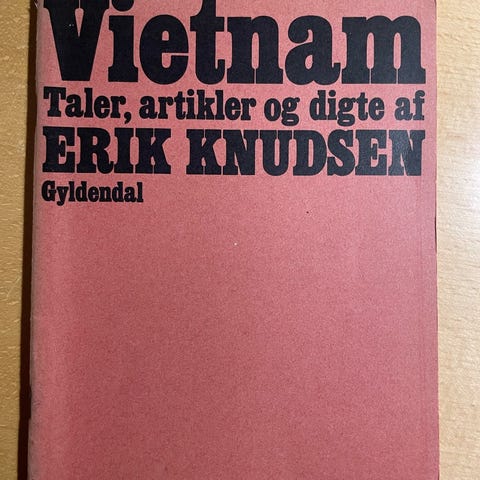 Vietnam
Taler, artikler og digte af
ERIK KNUDSEN
Gyldendal